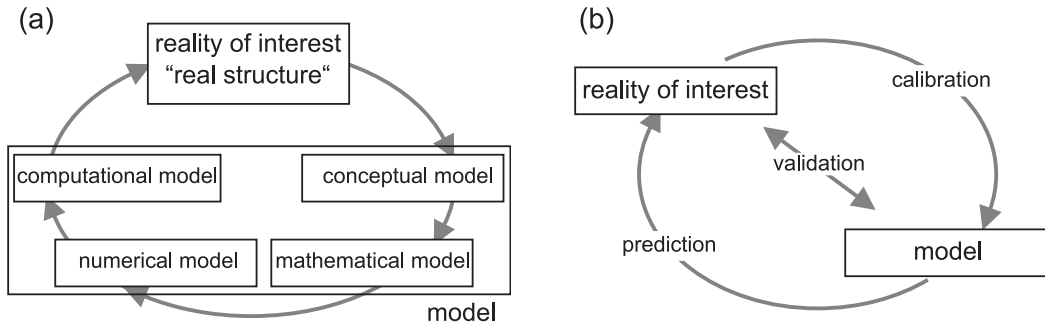 (a)
reality of interest
“real structure“
computational model
conceptual model
numerical model
mathematical model
model
(b)
reality of interest
calibration
validation
prediction
model